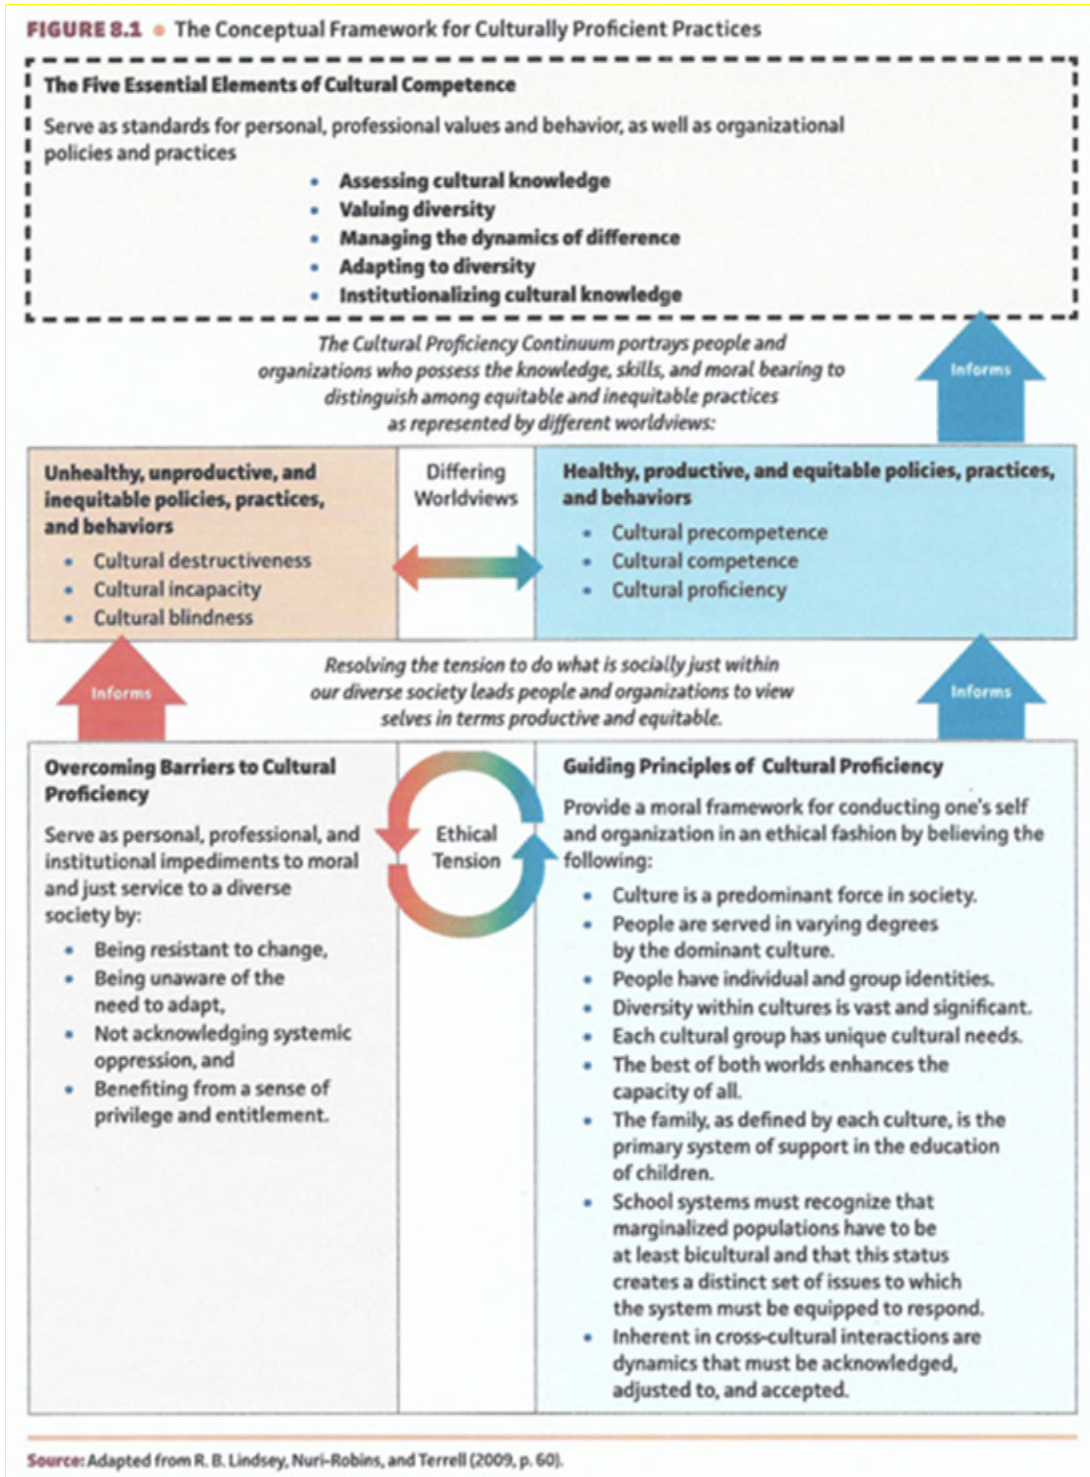 FIGURE 8.1 • The Conceptual Framework for Culturally Proficient Practices
The Five Essential Elements of Cultural Competence
Serve as standards for personal, professional values and behavior, as well as organizational
policies and practices
• Assessing cultural knowledge
• Valuing diversity
• Managing the dynamics of difference
• Adapting to diversity
• Institutionalizing cultural knowledge
The Cultural Proficiency Continuum portrays people and
organizations who possess the knowledge, skills, and moral bearing to
distinguish among equitable and inequitable practices
as represented by different worldviews:
Informs
Unhealthy, unproductive, and
inequitable policies, practices,
and behaviors
• Cultural destructiveness
• Cultural incapacity
• Cultural blindness
Differing
Worldviews
Healthy, productive, and equitable policies, practices,
and behaviors
• Cultural precompetence
• Cultural competence
• Cultural proficiency
Informs
Resolving the tension to do what is socially just within
our diverse society leads people and organizations to view
selves in terms productive and equitable.
Informs
Overcoming Barriers to Cultural
Proficiency
Serve as personal, professional, and
institutional impediments to moral
and just service to a diverse
society by:
• Being resistant to change,
• Being unaware of the
need to adapt,
• Not acknowledging systemic
oppression, and
• Benefiting from a sense of
privilege and entitlement.
Ethical
Tension
Guiding Principles of Cultural Proficiency
Provide a moral framework for conducting one's self
and organization in an ethical fashion by believing the
following:
• Culture is a predominant force in society.
• People are served in varying degrees
by the dominant culture.
• People have individual and group identities.
• Diversity within cultures is vast and significant.
• Each cultural group has unique cultural needs.
• The best of both worlds enhances the
capacity of all.
• The family, as defined by each culture, is the
primary system of support in the education
of children.
• School systems must recognize that
marginalized populations have to be
at least bicultural and that this status
creates a distinct set of issues to which
the system must be equipped to respond.
• Inherent in cross-cultural interactions are
dynamics that must be acknowledged,
adjusted to, and accepted.
Source: Adapted from R. B. Lindsey, Nuri-Robins, and Terrell (2009, p. 60).